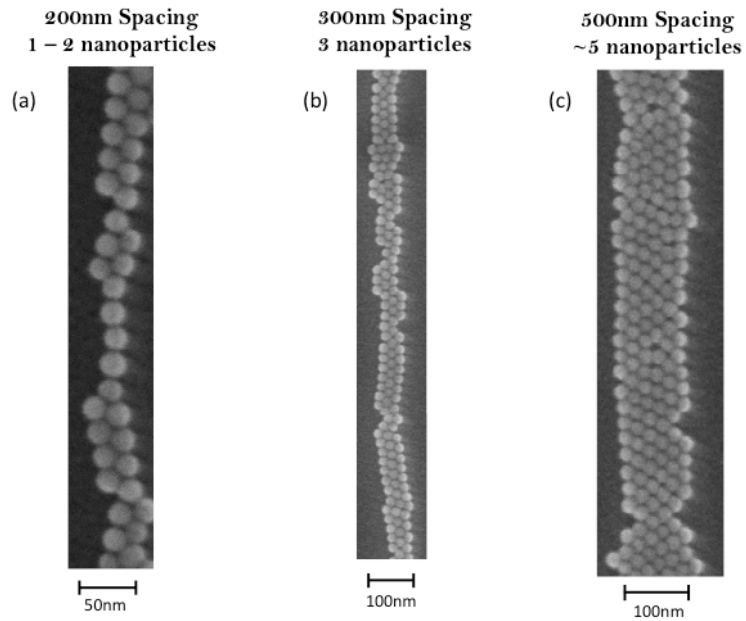 200nm Spacing
1 – 2 nanoparticles
300nm Spacing
3 nanoparticles
500nm Spacing
~5 nanoparticles
(a)
(b)
(c)
50nm
100nm
100nm